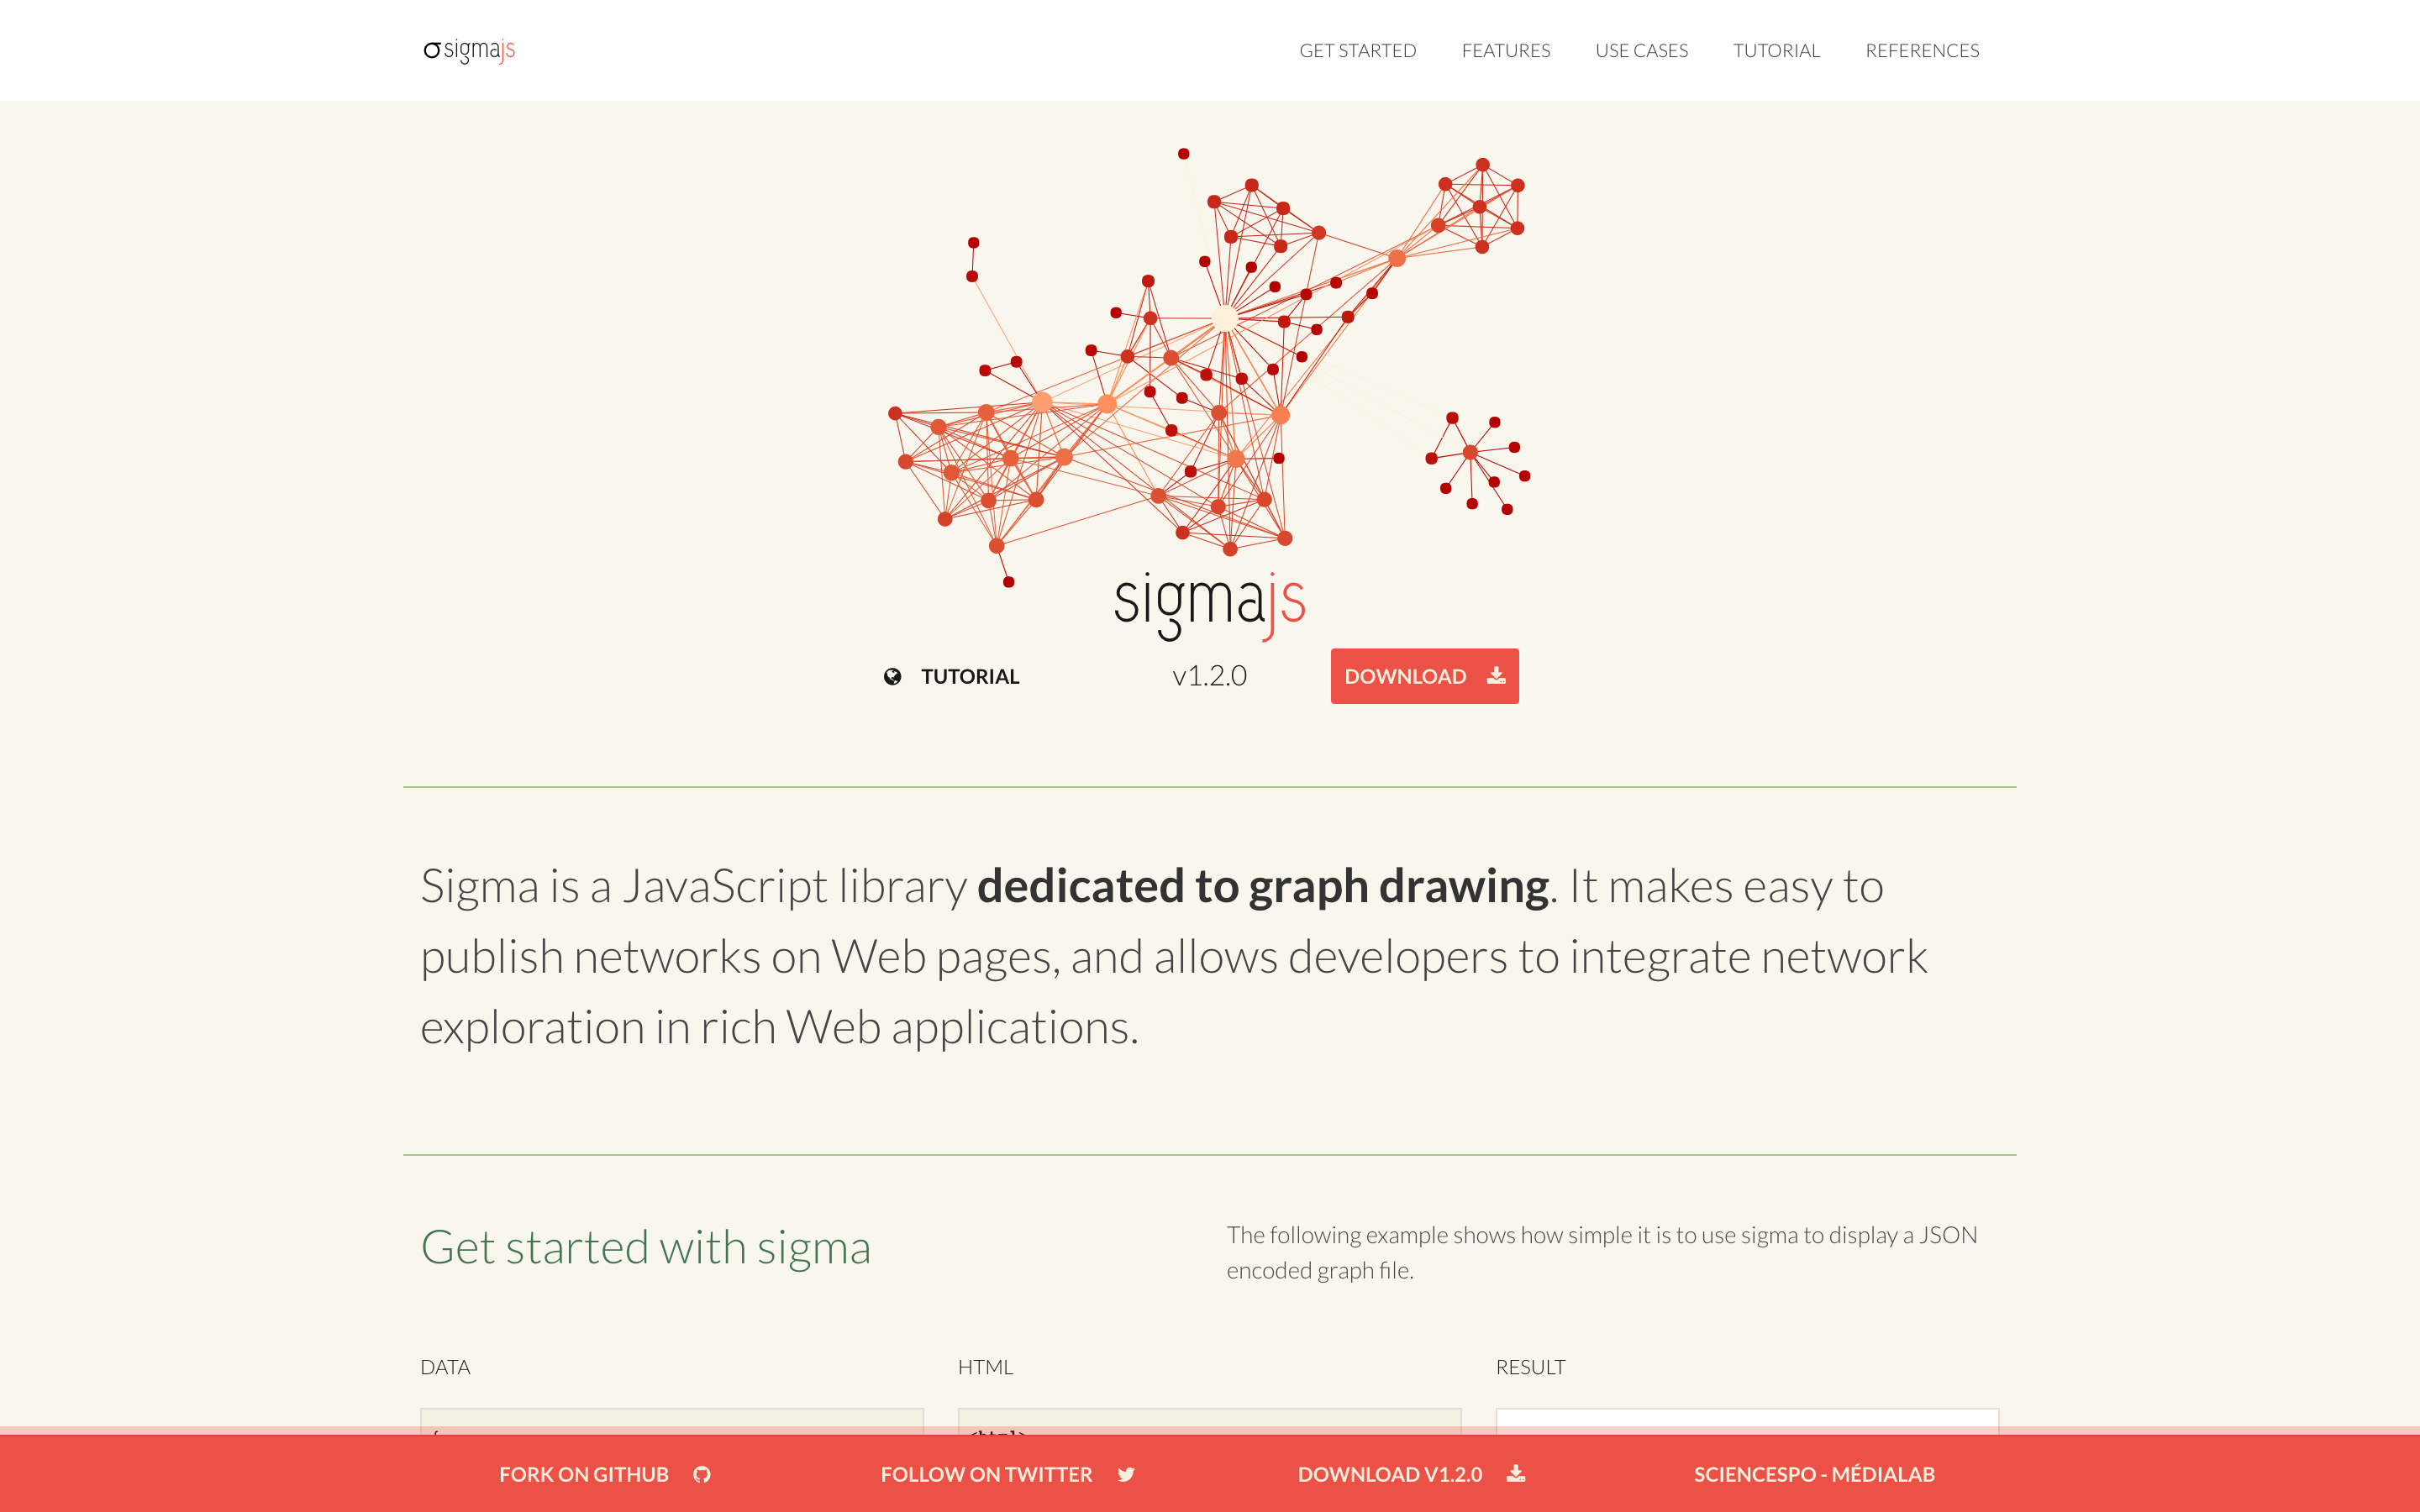 σ sigmajs
GET STARTED
FEATURES
USE CASES
TUTORIAL
REFERENCES
sigmajs
TUTORIAL
v1.2.0
DOWNLOAD
Sigma is a JavaScript library dedicated to graph drawing. It makes easy to
publish networks on Web pages, and allows developers to integrate network
exploration in rich Web applications.
Get started with sigma
The following example shows how simple it is to use sigma to display a JSON
encoded graph file.
DATA
HTML
RESULT
FORK ON GITHUB
FOLLOW ON TWITTER
DOWNLOAD V1.2.0
SCIENCESPO - MÉDIALAB